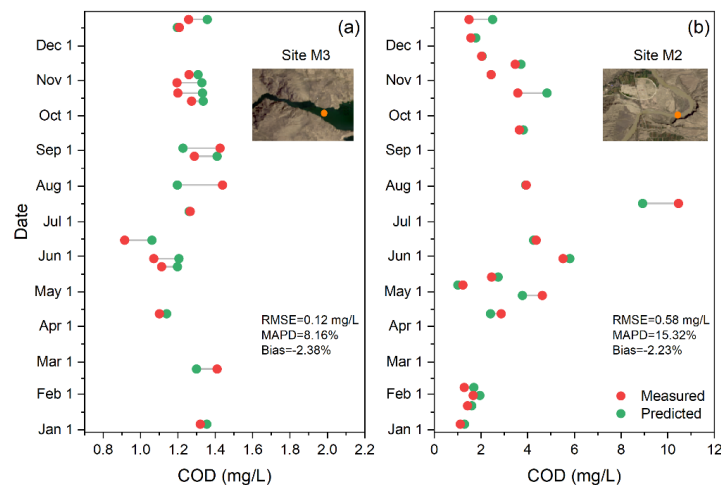 (a)
Site M3
Dec 1
Nov 1
Oct 1
Sep 1
Aug 1
Jul 1
Jun 1
May 1
Apr 1
Mar 1
Feb 1
Jan 1
Date
RMSE=0.12 mg/L
MAPD=8.16%
Bias=-2.38%
0.8 1.0 1.2 1.4 1.6 1.8 2.0 2.2
COD (mg/L)
(b)
Site M2
Dec 1
Nov 1
Oct 1
Sep 1
Aug 1
Jul 1
Jun 1
May 1
Apr 1
Mar 1
Feb 1
Jan 1
RMSE=0.58 mg/L
MAPD=15.32%
Bias=-2.23%
Measured
Predicted
0 2 4 6 8 10 12
COD (mg/L)